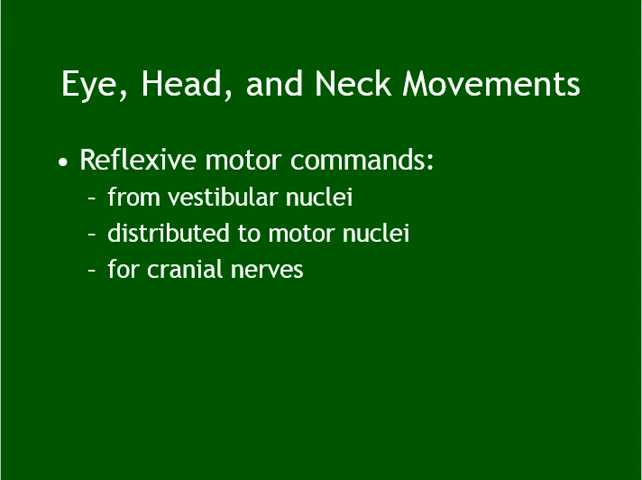 Eye, Head, and Neck Movements
• Reflexive motor commands:
– from vestibular nuclei
– distributed to motor nuclei
– for cranial nerves